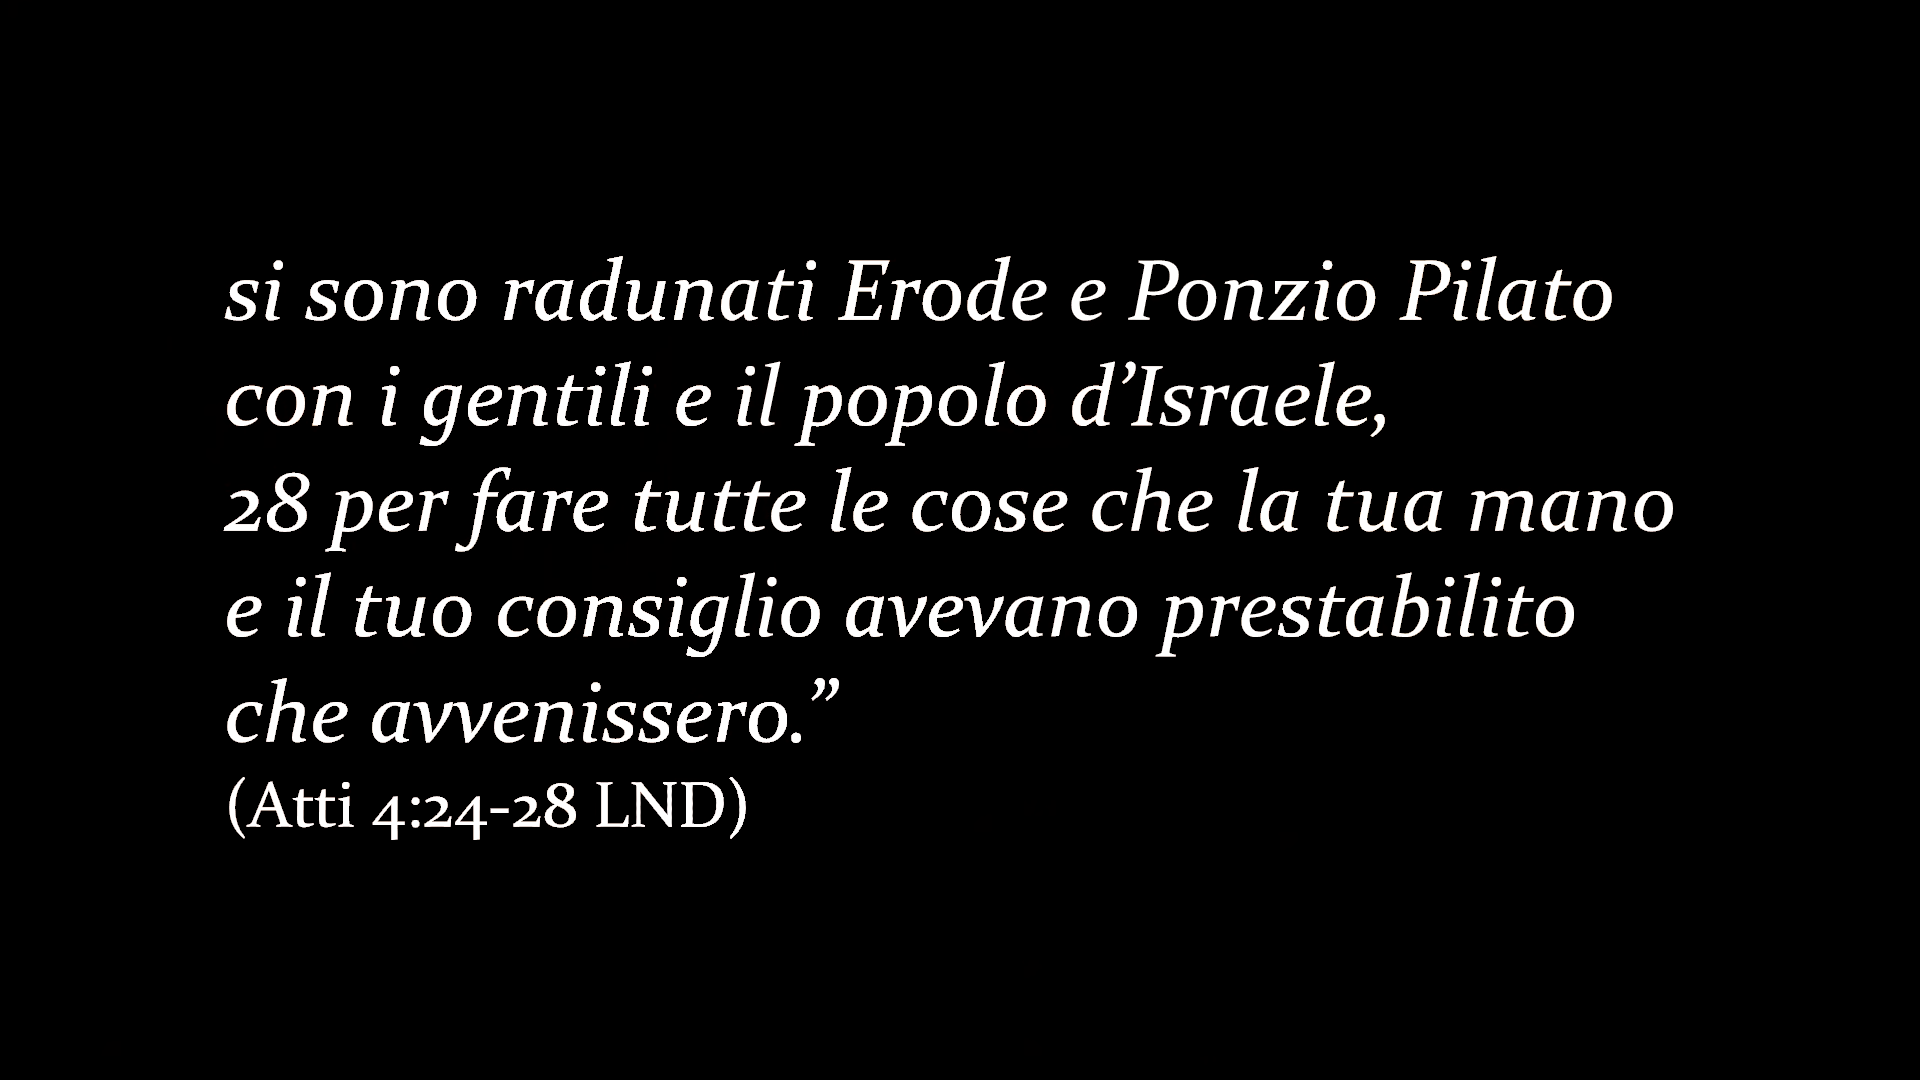 si sono radunati Erode e Ponzio Pilato
con i gentili e il popolo d’Israele,
28 per fare tutte le cose che la tua mano
e il tuo consiglio avevano prestabilito
che avvenissero.”
(Atti 4:24-28 LND)